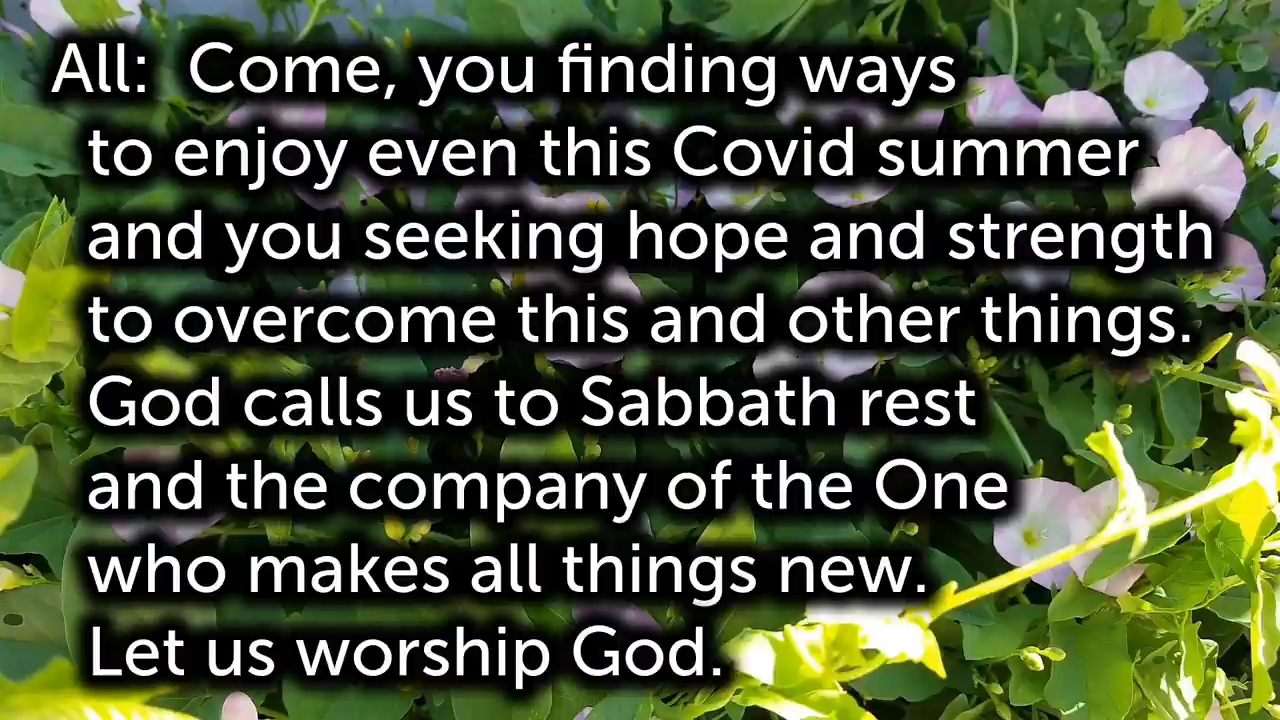 All: Come, you finding ways
to enjoy even this Covid summer
and you seeking hope and strength
to overcome this and other things.
God calls us to Sabbath rest
and the company of the One
who makes all things new.
Let us worship God.